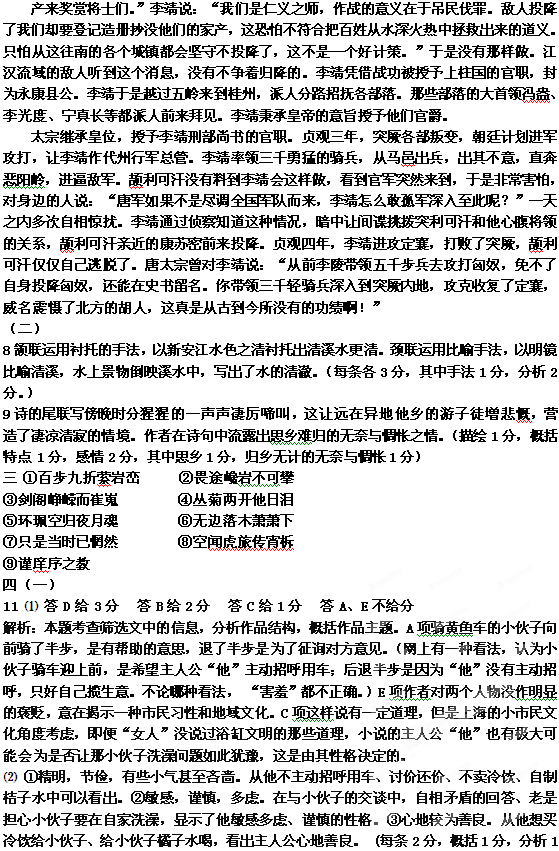 产来奖赏将士们。”李靖说：“我们是仁义之师，作战的意义在于吊民伐罪。敌人投降
了我们却要登记造册抄没他们的家产，这恐怕不符合把百姓从水深火热中拯救出来的道义。
只怕从这往南的各个城镇都会坚守不投降了，这不是一个好计策。”于是没有那样做。江
汉流域的敌人听到这个消息，没有不争着归降的。李靖凭借战功被授予上柱国的官职，封
为永康县公。李靖于是越过五岭来到桂州，派人分路招抚各部落。那些部落的大首领冯盎、
李光度、宁真长等都派人前来拜见。李靖秉承皇帝的意旨授予他们官爵。
太宗继承皇位，授予李靖刑部尚书的官职。贞观三年，突厥各部叛变，朝廷计划进军
攻打，让李靖作代州行军总管。李靖率领三千勇猛的骑兵，从马邑出兵，出其不意，直奔
恶阳岭，进逼敌军。颉利可汗没有料到李靖会这样做，看到官军突然来到，于是非常害怕，
对身边的人说：“唐军如果不是尽调全国军队而来，李靖怎么敢孤军深入至此呢？”一天
之内多次自相惊扰。李靖通过侦察知道这种情况，暗中让间谍挑拨突利可汗和他心腹将领
的关系，颉利可汗亲近的康苏密前来投降。贞观四年，李靖进攻定襄，打败了突厥，颉利
可汗仅仅自己逃脱了。唐太宗曾对李靖说：“从前李陵带领五千步兵去攻打匈奴，免不了
自身投降匈奴，还能在史书留名。你带领三千轻骑兵深入到突厥内地，攻克收复了定襄，
威名震慑了北方的胡人，这真是从古到今所没有的功绩啊！”
（二）
8 颔联运用衬托的手法，以新安江水色之清衬托出清溪水更清。颈联运用比喻手法，以明镜
比喻清溪，水上景物倒映溪水中，写出了水的清澈。（每条各 3 分，其中手法 1 分，分析 2
分。）
9 诗的尾联写傍晚时分猩猩的一声声凄厉啼叫，这让远在异地他乡的游子徒增悲慨，营
造了凄凉清寂的情境。作者在诗句中流露出思乡难归的无奈与惆怅之情。（描绘 1 分，概括
特点 1 分，感情 2 分，其中思乡 1 分，归乡无计的无奈与惆怅 1 分）
三 ①百步九折萦岩峦 ②畏途巉岩不可攀
③剑阁峥嵘而崔嵬 ④丛菊两开他日泪
⑤环珮空归夜月魂 ⑥无边落木萧萧下
⑦只是当时已惘然 ⑧空闻虎旅传宵柝
⑨谨庠序之教
四（一）
11 ⑴ 答 D 给 3 分 答 B 给 2 分 答 C 给 1 分 答 A、E 不给分
解析：本题考查筛选文中的信息，分析作品结构，概括作品主题。A 项骑黄鱼车的小伙子向
前骑了半步，是有帮助的意思，退了半步是为了征询对方意见。（网上有一种看法，认为小
伙子骑车迎上前，是希望主人公“他”主动招呼用车；后退半步是因为“他”没有主动招
呼，只好自己揽生意。不论哪种看法， “害羞”都不正确。）E 项作者对两个人物没作明显
的褒贬，意在揭示一种市民习性和地域文化。C 项这样说有一定道理，但是上海的小市民文
化角度考虑，即便“女人”没说过浴缸文明的那些道理，小说的主人公“他”也有极大可
能会为是否让那小伙子洗澡问题如此犹豫，这是由其性格决定的。
⑵ ①精明，节俭，有些小气甚至吝啬。从他不主动招呼用车、讨价还价、不卖冷饮、自制
桔子水中可以看出。②敏感，谨慎，多虑。在与小伙子的交谈中，自相矛盾的回答、老是
担心小伙子要在自家洗澡，显示了他敏感多虑、谨慎的性格。③心地较为善良。从他想买
冷饮给小伙子、给小伙子橘子水喝，看出主人公心地善良。（每条 2 分，概括 1 分，分析 1